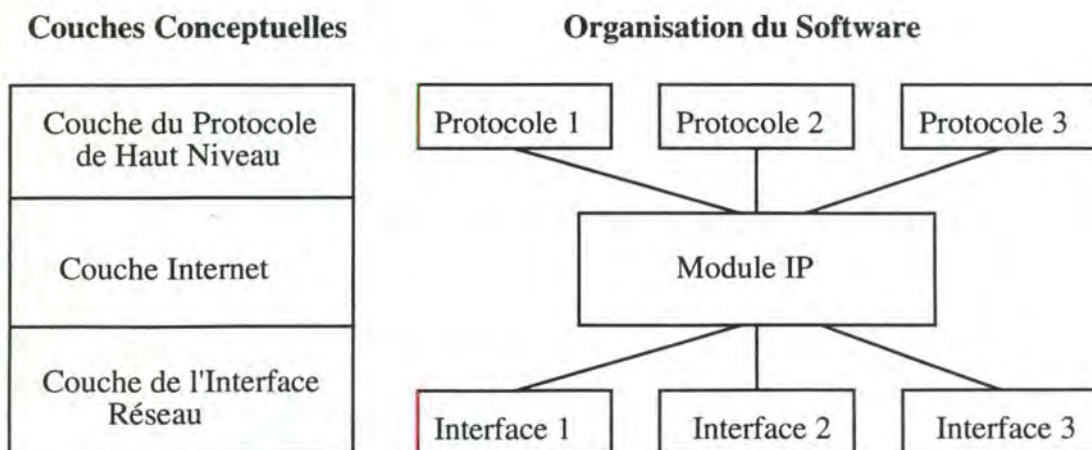 Couches Conceptuelles
Organisation du Software
Couche du Protocole
de Haut Niveau
Couche Internet
Couche de l'Interface
Réseau
Protocole 1
Protocole 2
Protocole 3
Module IP
Interface 1
Interface 2
Interface 3